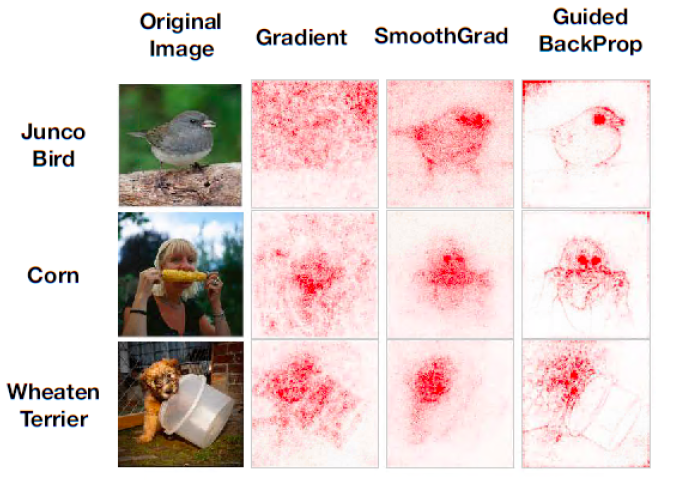 Original
Image
Gradient
SmoothGrad
Guided
BackProp
Junco
Bird
Corn
Wheaten
Terrier